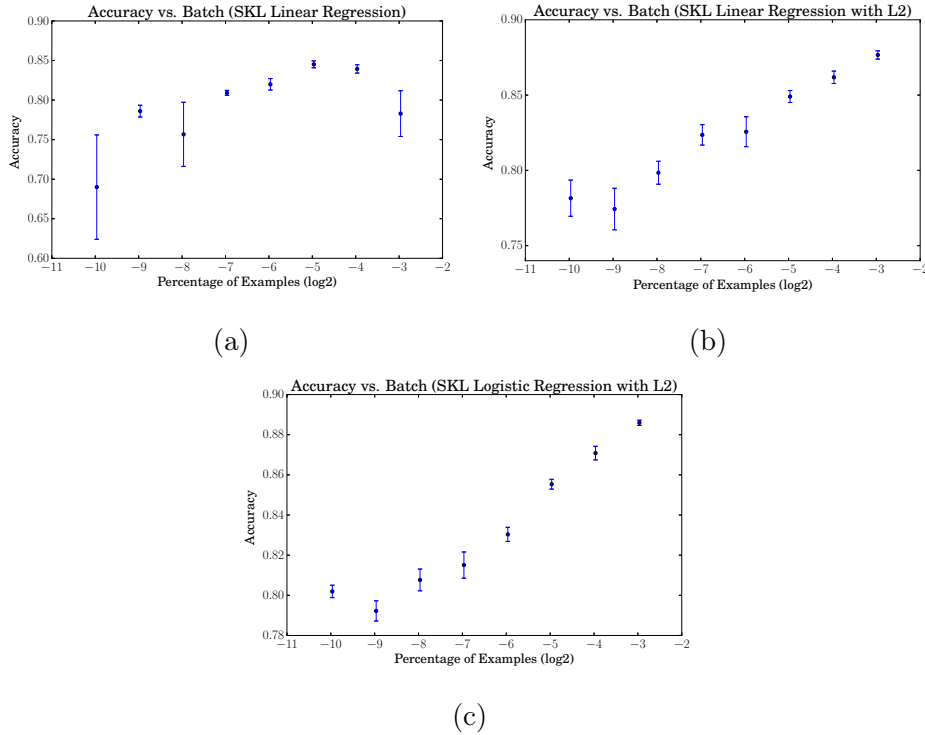 Accuracy vs. Batch (SKL Linear Regression)
0.90
0.85
0.80
0.75
0.70
0.65
0.60
Accuracy
−11 −10 −9 −8 −7 −6 −5 −4 −3 −2
Percentage of Examples (log2)
(a)
Accuracy vs. Batch (SKL Linear Regression with L2)
0.90
0.85
0.80
0.75
Accuracy
−11 −10 −9 −8 −7 −6 −5 −4 −3 −2
Percentage of Examples (log2)
(b)
Accuracy vs. Batch (SKL Logistic Regression with L2)
0.90
0.88
0.86
0.84
0.82
0.80
0.78
Accuracy
−11 −10 −9 −8 −7 −6 −5 −4 −3 −2
Percentage of Examples (log2)
(c)